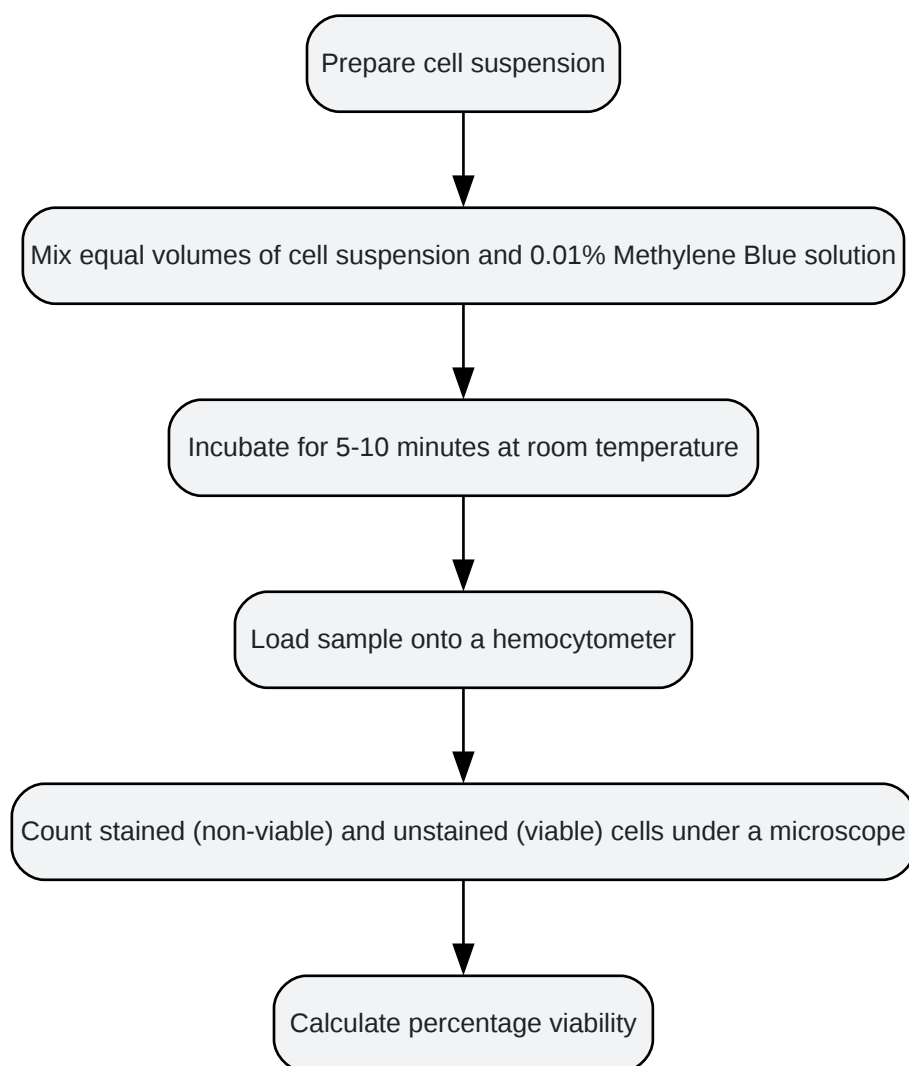 Prepare cell suspension
Mix equal volumes of cell suspension and 0.01% Methylene Blue solution
Incubate for 5-10 minutes at room temperature
Load sample onto a hemocytometer
Count stained (non-viable) and unstained (viable) cells under a microscope
Calculate percentage viability